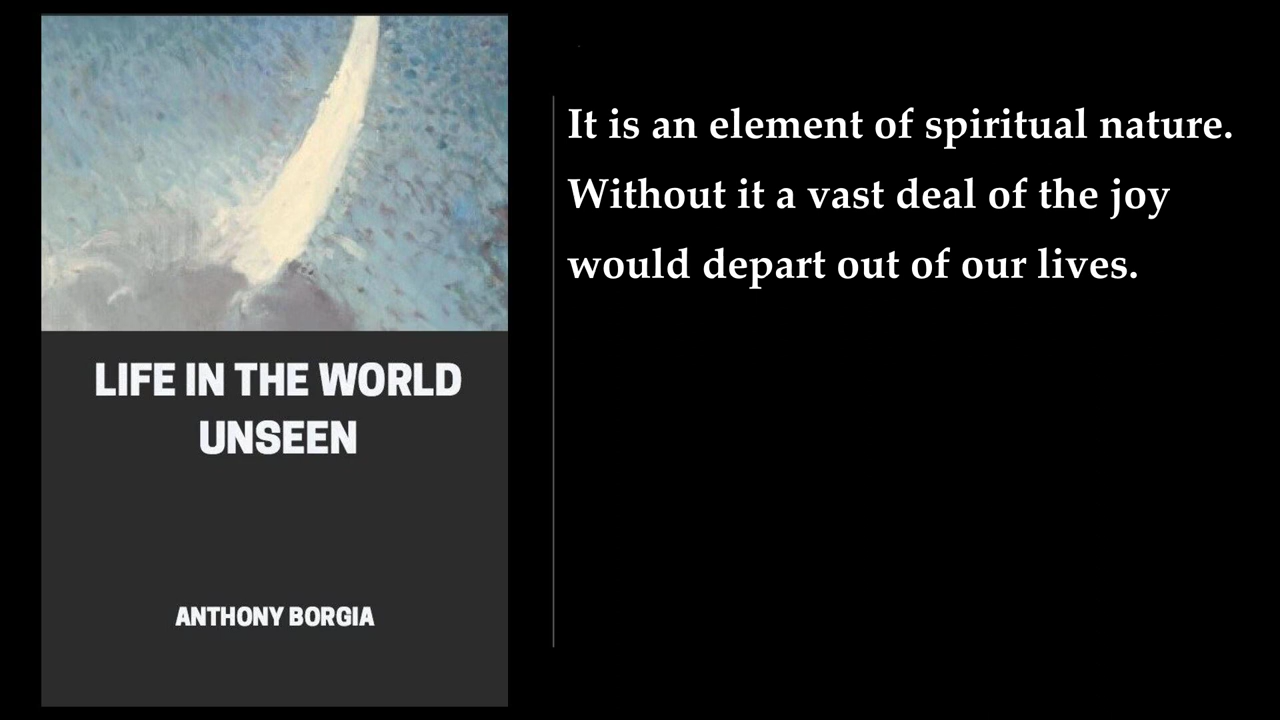 LIFE IN THE WORLD
UNSEEN
ANTHONY BORGIA
It is an element of spiritual nature.
Without it a vast deal of the joy
would depart out of our lives.